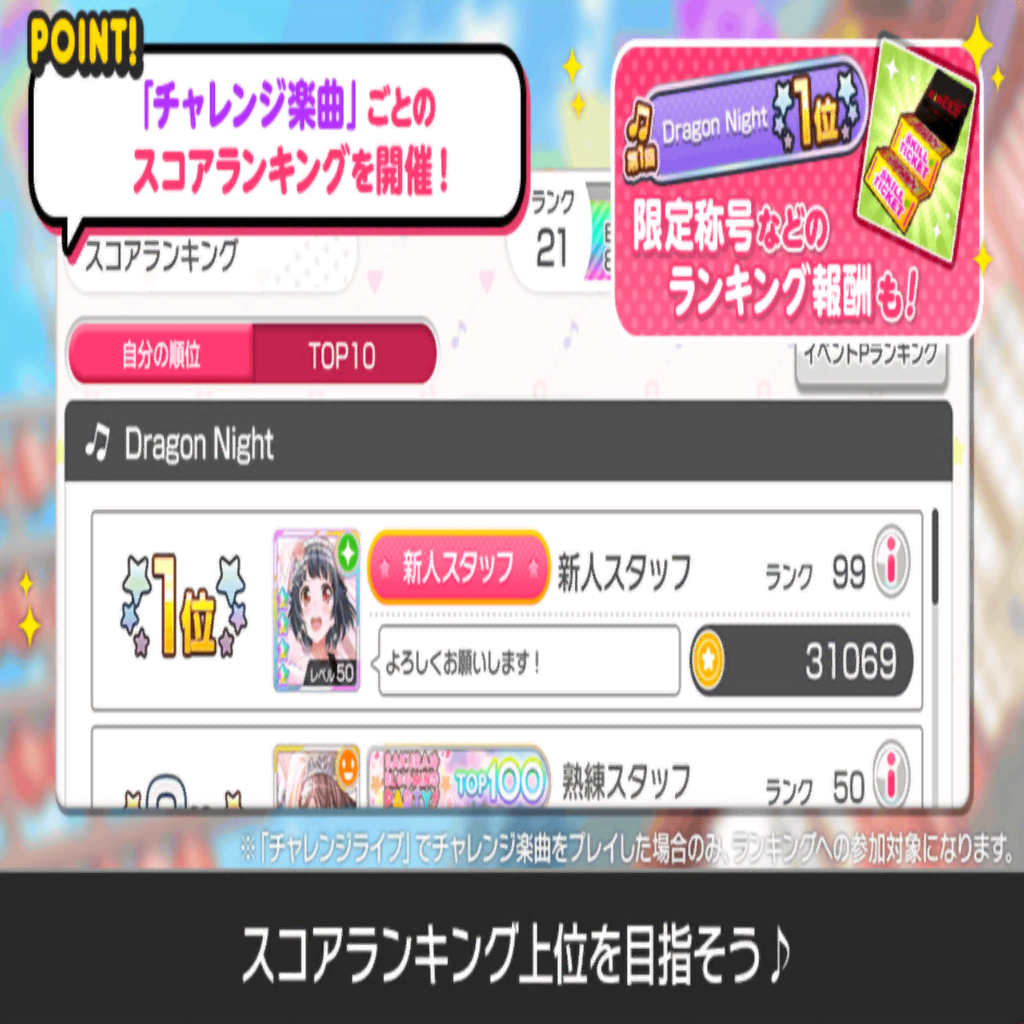 POINT!
「チャレンジ楽曲」ごとの
スコアランキングを開催！
Dragon Night
1位
第1回
SKILL
TICKET
SKILL
TICKET
限定称号などの
ランキング報酬も！
スコアランキング
ランク
21
自分の順位
TOP10
イベントPランキング
Dragon Night
1位
レベル50
新人スタッフ
新人スタッフ
ランク 99
よろしくお願いします！
31069
TOP100
熟練スタッフ
ランク 50
※「チャレンジライブ」でチャレンジ楽曲をプレイした場合のみ、ランキングへの参加対象になります。
スコアランキング上位を目指そう♪